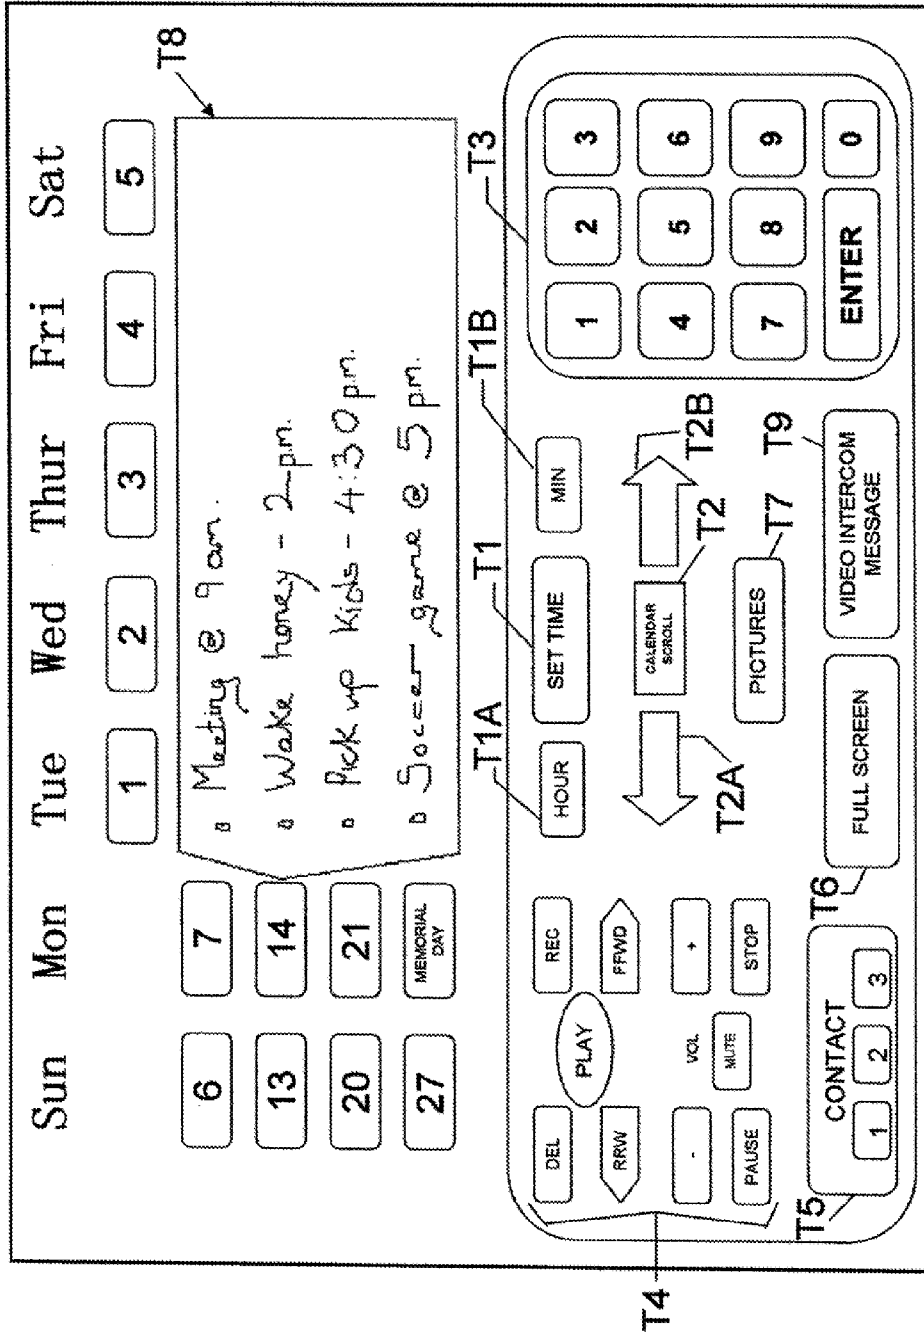 Sun Mon Tue Wed Thur Fri Sat
1 2 3 4 5
T8
6 7
13 14
20 21
27 MEMORIAL DAY
Meeting @ 9 am.
Wake honey - 2 p.m.
Pick up kids - 4:30 p.m.
Soccer game @ 5 pm.
T4
DEL PLAY REC
RRW FFWD
- VOL +
PAUSE MUTE STOP
T1A T1 T1B
HOUR SET TIME MIN
CALENDAR SCROLL
T2A T2 T2B
PICTURES T7
T3
1 2 3
4 5 6
7 8 9
ENTER 0
T5 T6 T9
CONTACT
1 2 3
FULL SCREEN
VIDEO INTERCOM MESSAGE